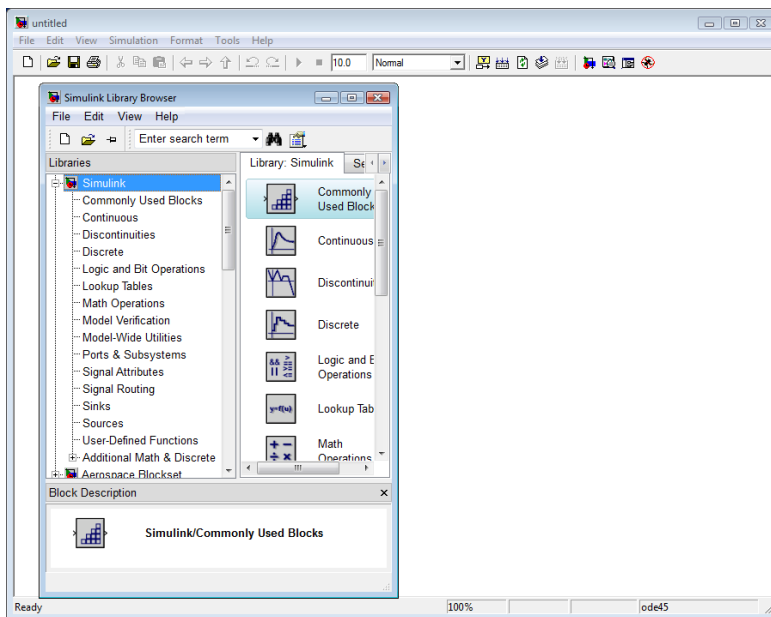 untitled
File Edit View Simulation Format Tools Help
10.0 Normal
Simulink Library Browser
File Edit View Help
Enter search term
Libraries
Simulink
Commonly Used Blocks
Continuous
Discontinuities
Discrete
Logic and Bit Operations
Lookup Tables
Math Operations
Model Verification
Model-Wide Utilities
Ports & Subsystems
Signal Attributes
Signal Routing
Sinks
Sources
User-Defined Functions
Additional Math & Discrete
Aerospace Blockset
Library: Simulink Se
Commonly
Used Block
Continuous
Discontinui
Discrete
&& > >=
|| <=
Logic and B
Operations
y=f(u)
Lookup Tab
+ −
÷ ×
Math
Operations
Block Description
Simulink/Commonly Used Blocks
Ready 100% ode45